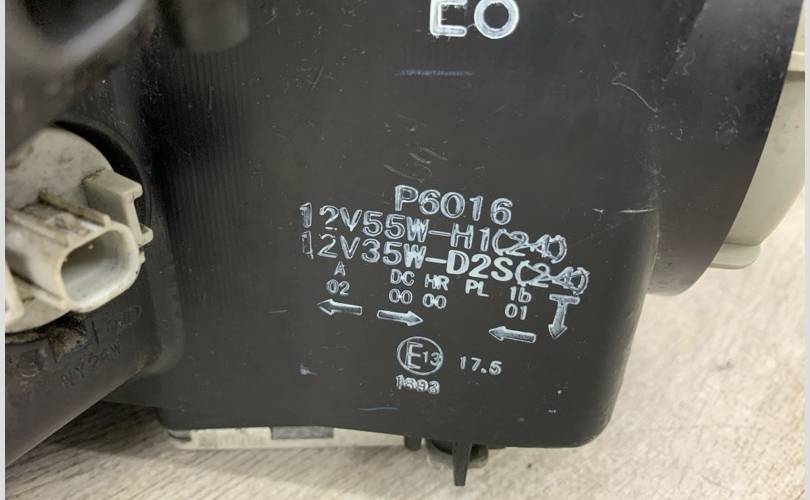 EO
P6016
12V55W-H1(24)
12V35W-D2S(24)
A DC HR PL 1b
02 00 00 01
E13 17.5